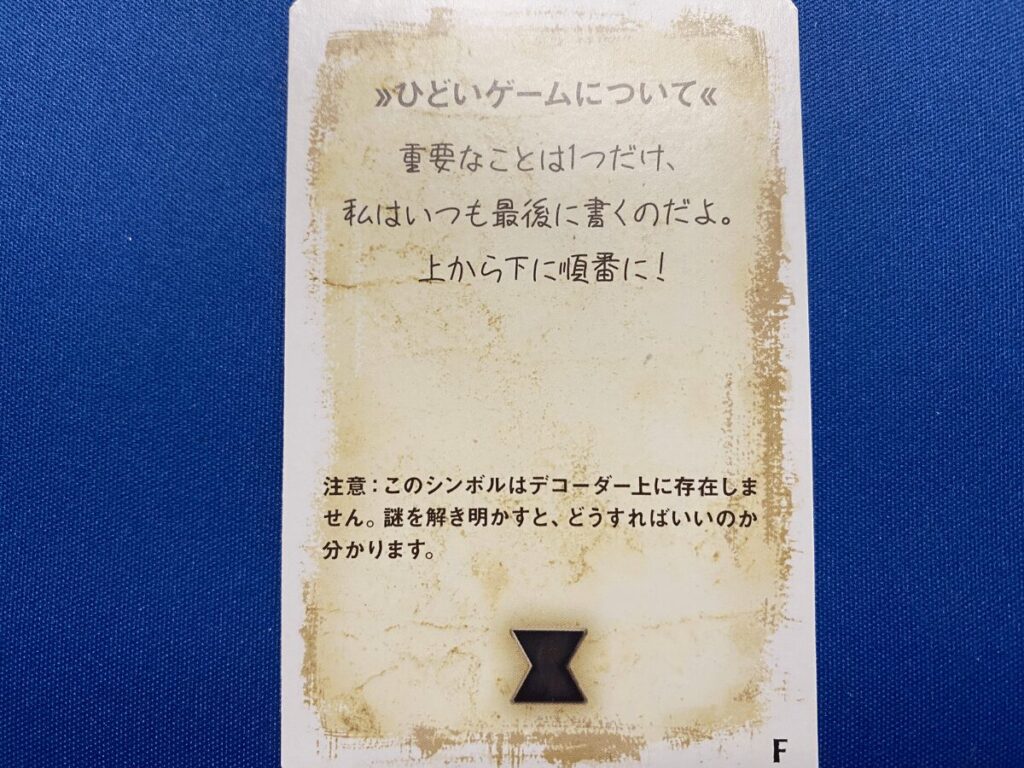 »ひどいゲームについて«
重要なことは1つだけ、
私はいつも最後に書くのだよ。
上から下に順番に!
注意:このシンボルはデコーダー上に存在しま
せん。謎を解き明かすと、どうすればいいのか
分かります。
F